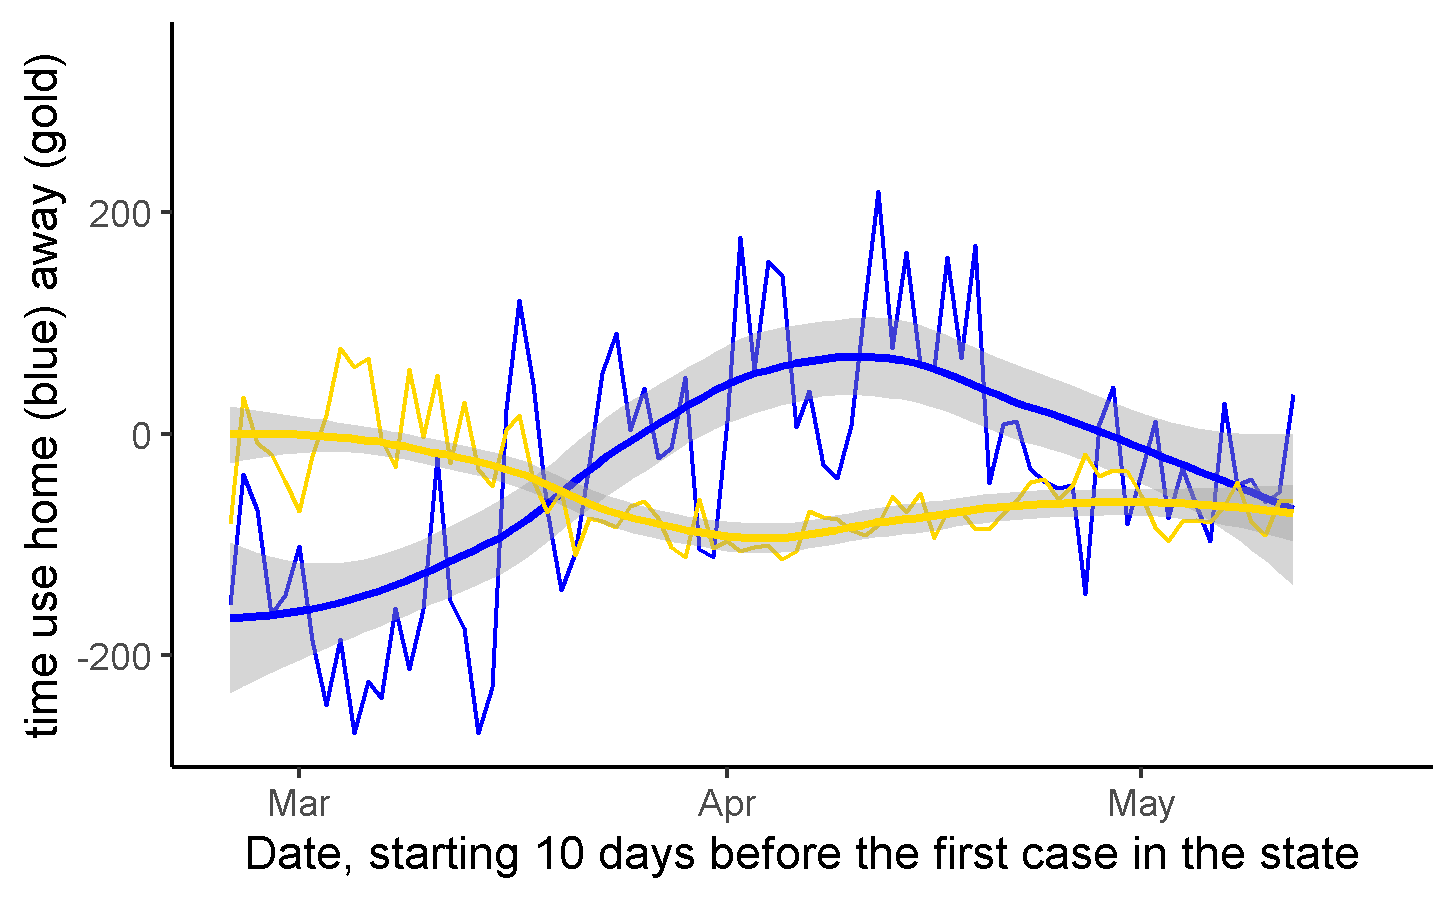 time use home (blue) away (gold)
200
0
-200
Mar Apr May
Date, starting 10 days before the first case in the state